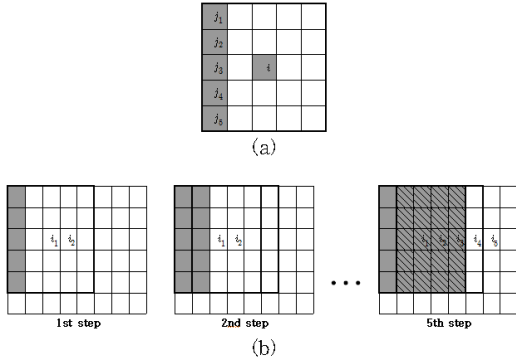 j1
j2
j3 i
j4
j5
(a)
i1 i2
i1 i2
i1 i2 i3 i4 i5
...
1st step 2nd step 5th step
(b)